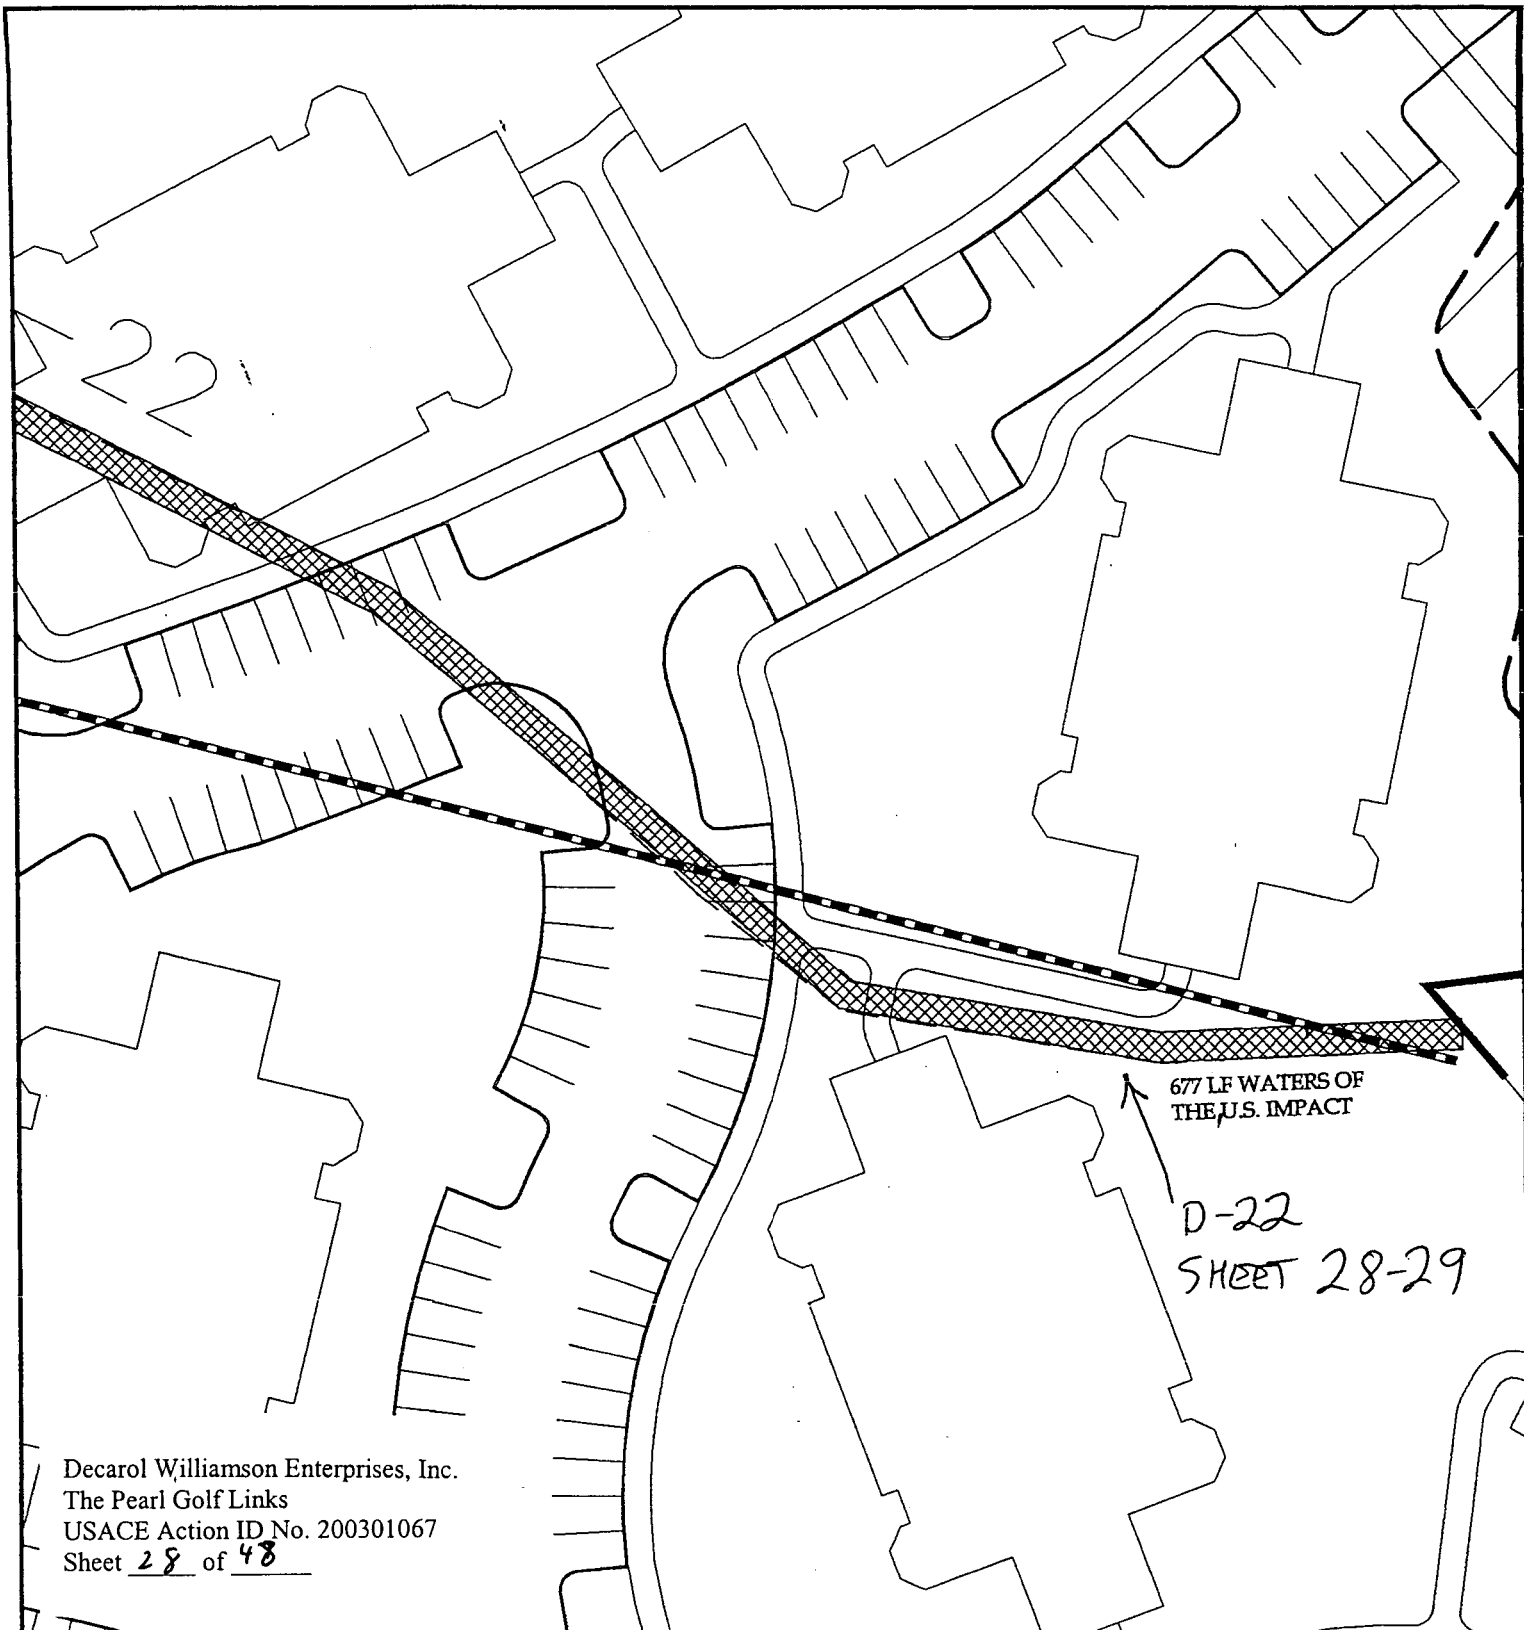 22
677 LF WATERS OF
THE U.S. IMPACT
D-22
SHEET 28-29
Decarol Williamson Enterprises, Inc.
The Pearl Golf Links
USACE Action ID No. 200301067
Sheet 28 of 48